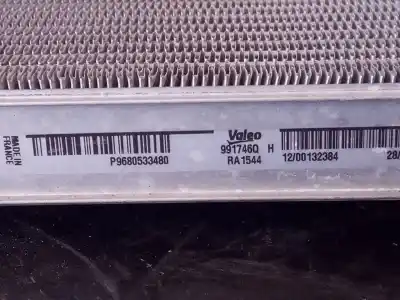 MADE IN
FRANCE
P9680533480
Valeo
991746Q H
RA1544
12/00132384
28/